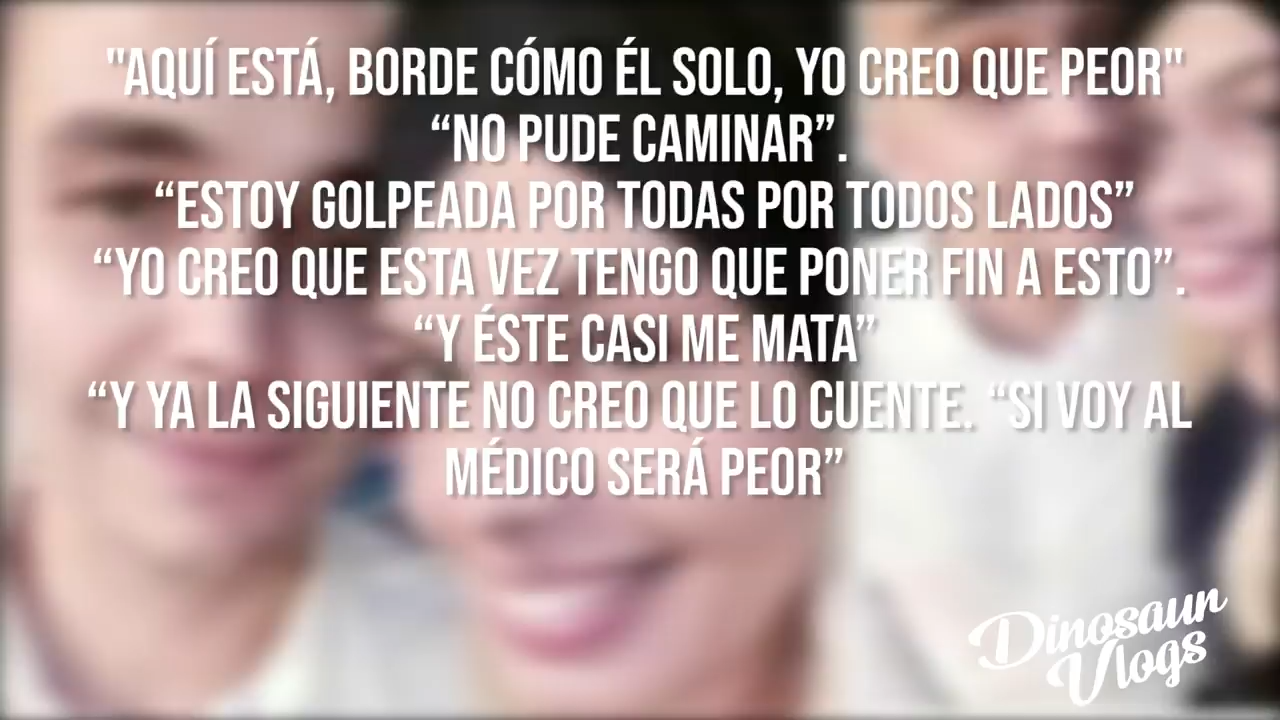 "AQUÍ ESTÁ, BORDE CÓMO ÉL SOLO, YO CREO QUE PEOR"
“NO PUDE CAMINAR”.
“ESTOY GOLPEADA POR TODAS POR TODOS LADOS”
“YO CREO QUE ESTA VEZ TENGO QUE PONER FIN A ESTO”.
“Y ÉSTE CASI ME MATA”
“Y YA LA SIGUIENTE NO CREO QUE LO CUENTE. “SI VOY AL
MÉDICO SERÁ PEOR”
Dinosaur
Vlogs